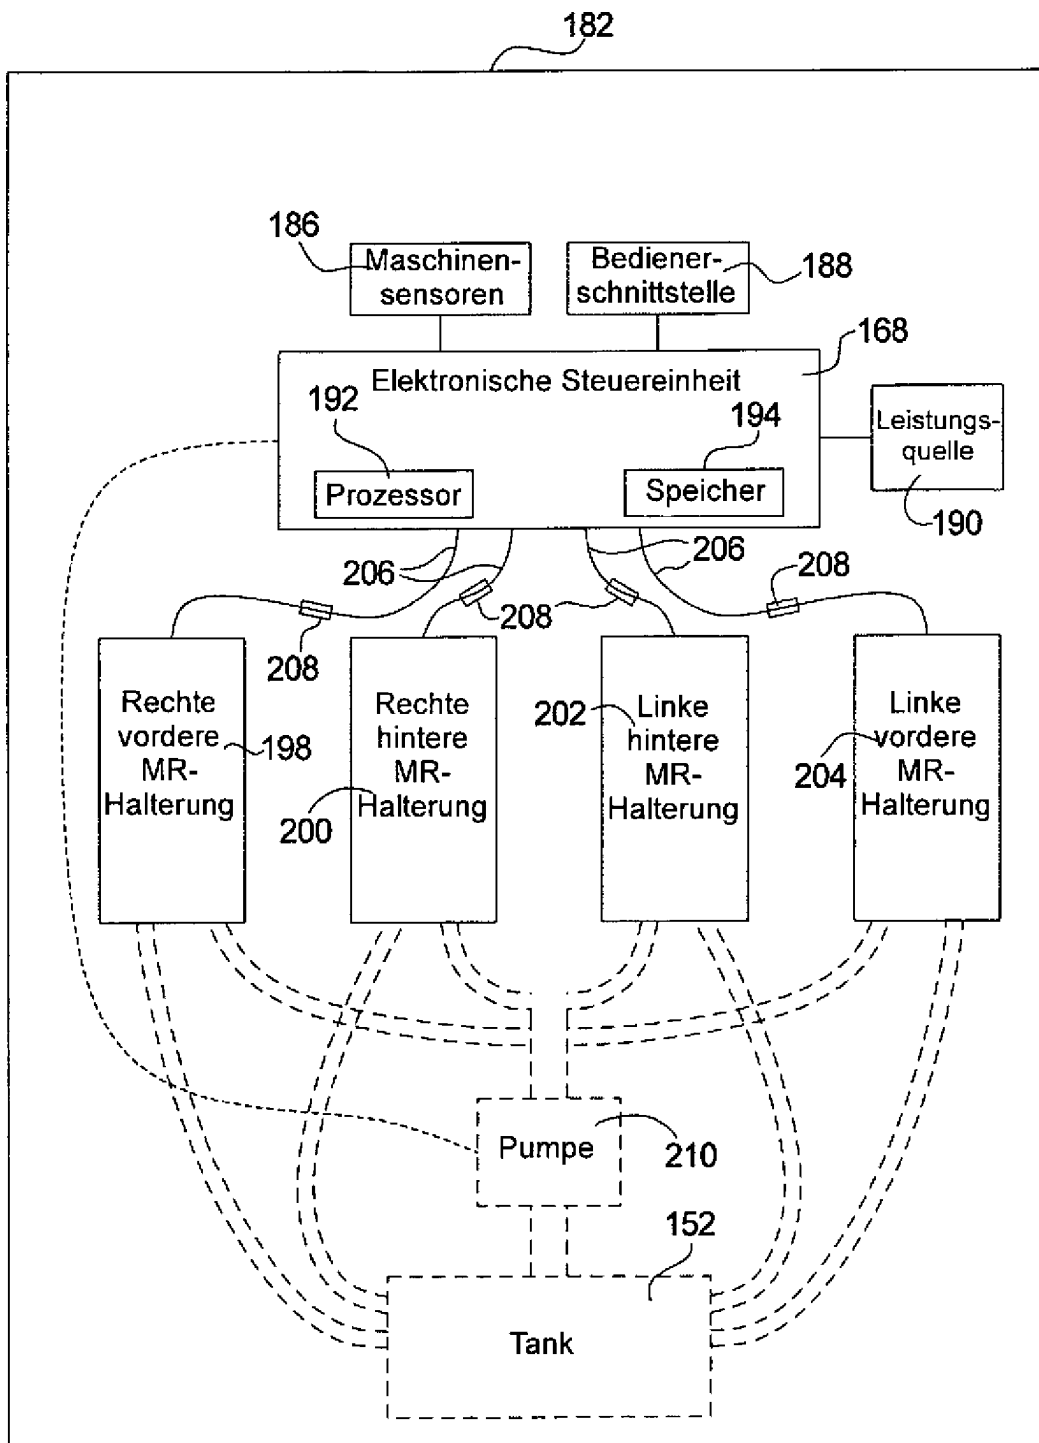 182
186
Maschinen-
sensoren
Bediener-
schnittstelle
188
168
Elektronische Steuereinheit
192
Prozessor
194
Speicher
Leistungs-
quelle
190
206
206
208
208
208
Rechte
vordere
MR-
Halterung
198
Rechte
hintere
MR-
Halterung
200
Linke
hintere
MR-
Halterung
202
Linke
vordere
MR-
Halterung
204
Pumpe
210
152
Tank